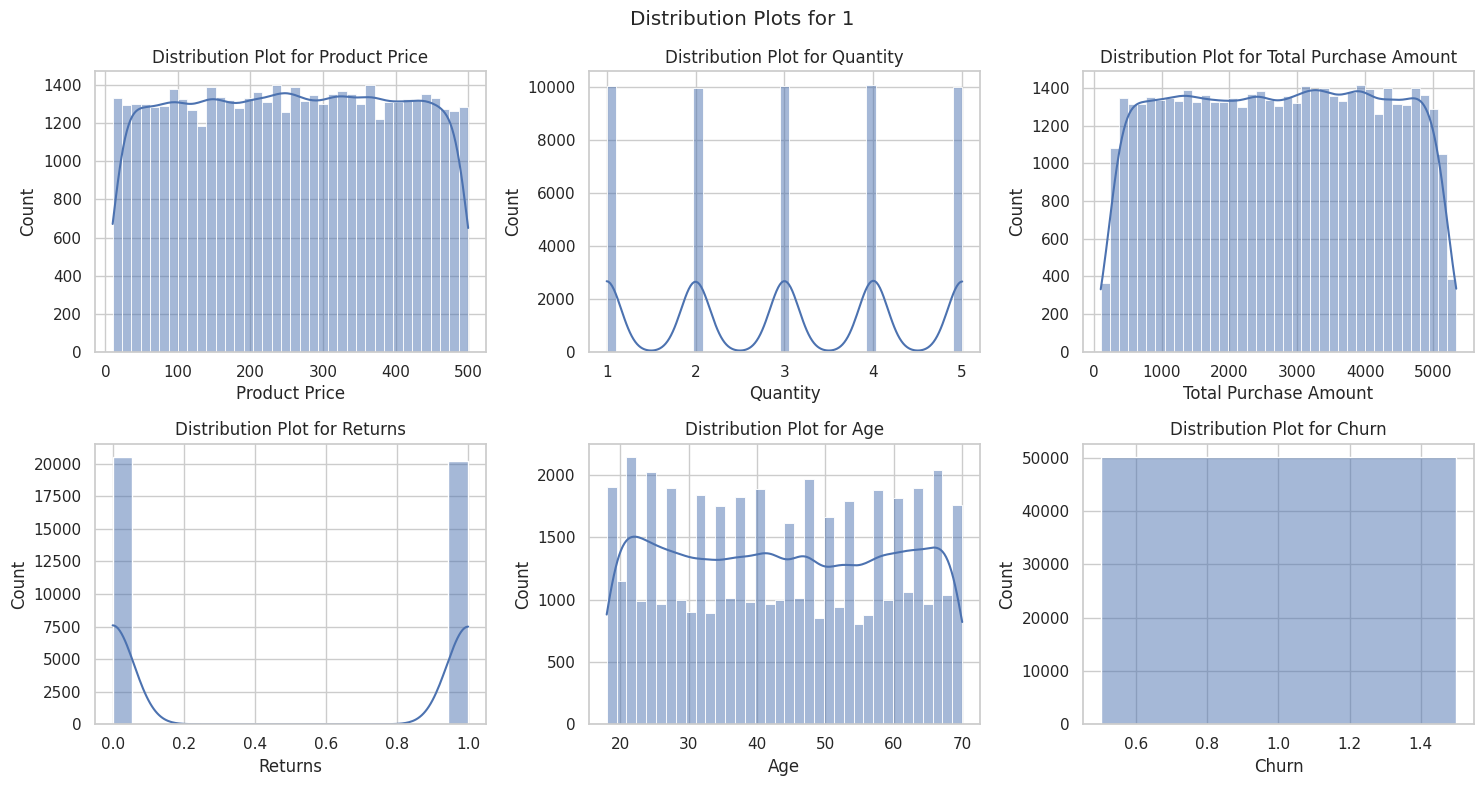 Distribution Plots for 1
Distribution Plot for Product Price
1400
1200
1000
800
600
400
200
0
Count
0 100 200 300 400 500
Product Price
Distribution Plot for Quantity
10000
8000
6000
4000
2000
0
Count
1 2 3 4 5
Quantity
Distribution Plot for Total Purchase Amount
1400
1200
1000
800
600
400
200
0
Count
0 1000 2000 3000 4000 5000
Total Purchase Amount
Distribution Plot for Returns
20000
17500
15000
12500
10000
7500
5000
2500
0
Count
0.0 0.2 0.4 0.6 0.8 1.0
Returns
Distribution Plot for Age
2000
1500
1000
500
0
Count
20 30 40 50 60 70
Age
Distribution Plot for Churn
50000
40000
30000
20000
10000
0
Count
0.6 0.8 1.0 1.2 1.4
Churn